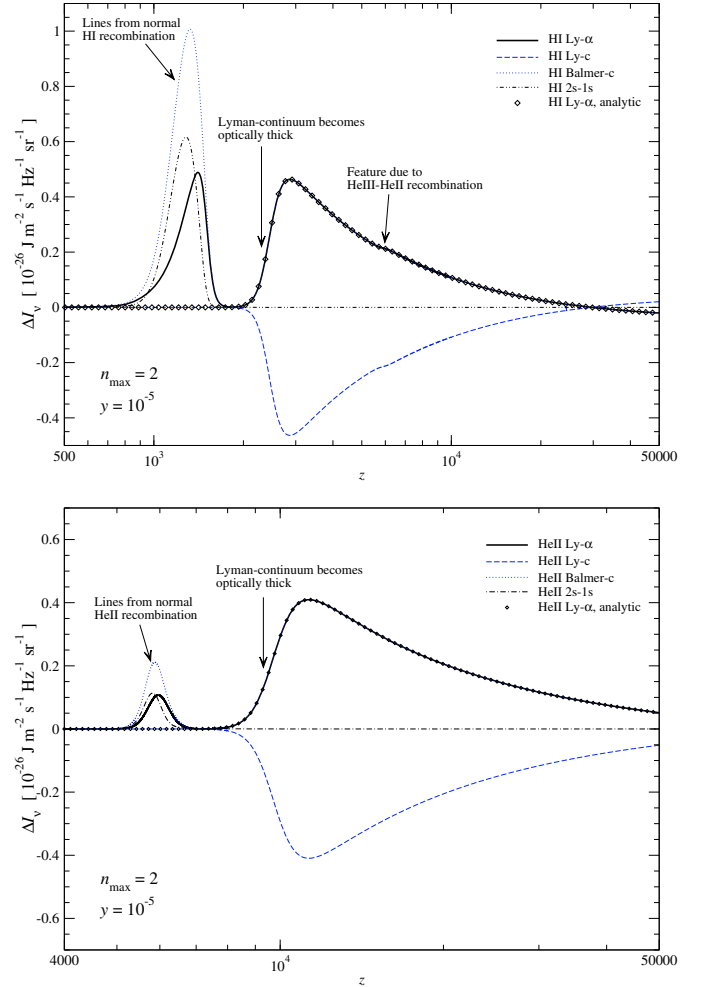 Lines from normal
HI recombination
HI Ly-α
HI Ly-c
HI Balmer-c
HI 2s-1s
HI Ly-α, analytic
Lyman-continuum becomes
optically thick
Feature due to
HeIII-HeII recombination
1
0.8
0.6
0.4
0.2
0
-0.2
-0.4
ΔI_ν [ 10^-26 J m^-2 s^-1 Hz^-1 sr^-1 ]
n_max = 2
y = 10^-5
500
10^3
10^4
50000
z
HeII Ly-α
HeII Ly-c
HeII Balmer-c
HeII 2s-1s
HeII Ly-α, analytic
Lyman-continuum becomes
optically thick
Lines from normal
HeII recombination
0.6
0.4
0.2
0
-0.2
-0.4
-0.6
ΔI_ν [ 10^-26 J m^-2 s^-1 Hz^-1 sr^-1 ]
n_max = 2
y = 10^-5
4000
10^4
50000
z